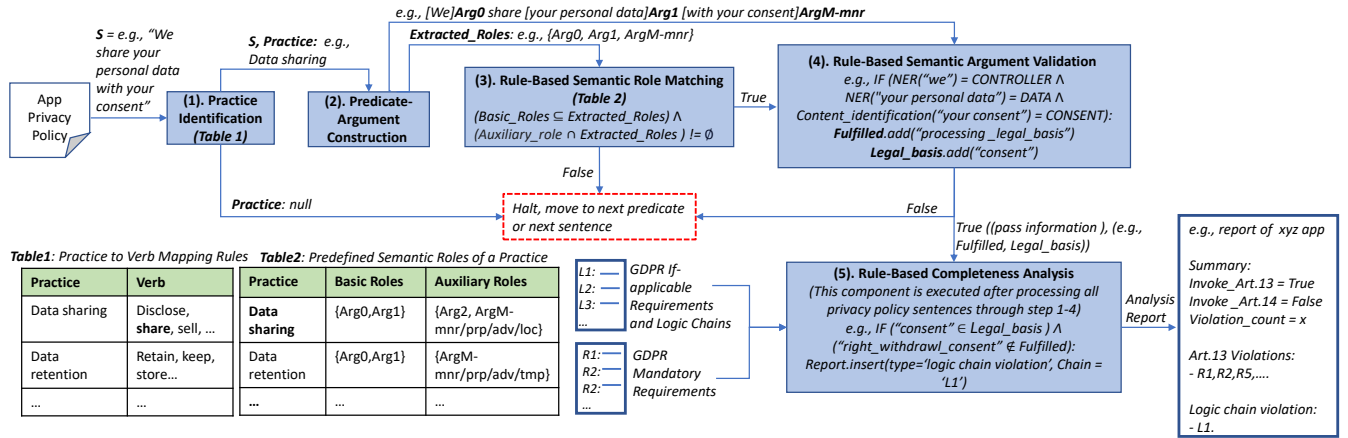 e.g., [We]Arg0 share [your personal data]Arg1 [with your consent]ArgM-mnr
S = e.g., “We
share your
personal data
with your
consent”
S, Practice: e.g.,
Data sharing
Extracted_Roles: e.g., {Arg0, Arg1, ArgM-mnr}
App
Privacy
Policy
(1). Practice
Identification
(Table 1)
(2). Predicate-
Argument
Construction
(3). Rule-Based Semantic Role Matching
(Table 2)
(Basic_Roles ⊆ Extracted_Roles) Λ
(Auxiliary_role ∩ Extracted_Roles ) != ∅
True
(4). Rule-Based Semantic Argument Validation
e.g., IF (NER(“we”) = CONTROLLER Λ
NER("your personal data”) = DATA Λ
Content_identification(“your consent”) = CONSENT):
Fulfilled.add(“processing _legal_basis”)
Legal_basis.add(“consent”)
False
Practice: null
Halt, move to next predicate
or next sentence
False
True ((pass information ), (e.g.,
Fulfilled, Legal_basis))
Table1: Practice to Verb Mapping Rules
Practice Verb
Data sharing Disclose,
share, sell, …
Data
retention
Retain, keep,
store…
… …
Table2: Predefined Semantic Roles of a Practice
Practice Basic Roles Auxiliary Roles
Data
sharing
{Arg0,Arg1}
{Arg2, ArgM-
mnr/prp/adv/loc}
Data
retention
{Arg0,Arg1}
{ArgM-
mnr/prp/adv/tmp}
… … …
L1:
L2:
L3:
…
GDPR If-
applicable
Requirements
and Logic Chains
R1:
R2:
R2:
…
GDPR
Mandatory
Requirements
(5). Rule-Based Completeness Analysis
(This component is executed after processing all
privacy policy sentences through step 1-4)
e.g., IF (“consent” ∈ Legal_basis ) Λ
(“right_withdrawl_consent” ∉ Fulfilled):
Report.insert(type=‘logic chain violation’, Chain =
‘L1’)
Analysis
Report
e.g., report of xyz app
Summary:
Invoke_Art.13 = True
Invoke_Art.14 = False
Violation_count = x
Art.13 Violations:
- R1,R2,R5,….
Logic chain violation:
- L1.